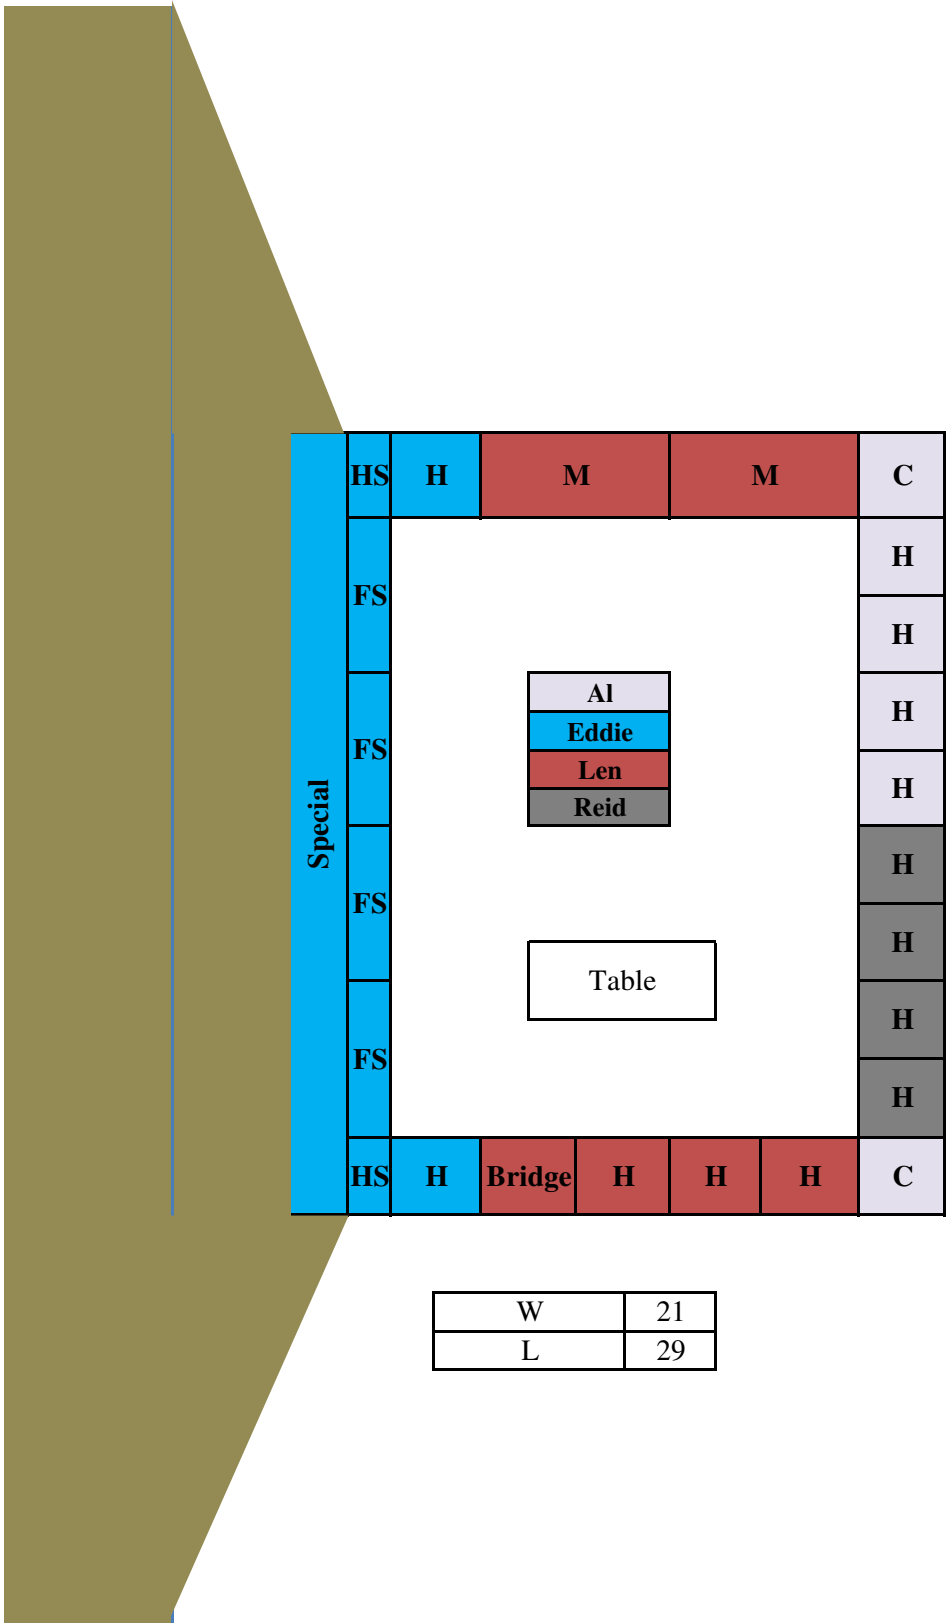 HS H M M C
H
FS
H
Al
H
Eddie
FS
Len
H
Reid
Special
H
FS
H
Table
H
FS
H
HS H Bridge H H H C
W 21
L 29